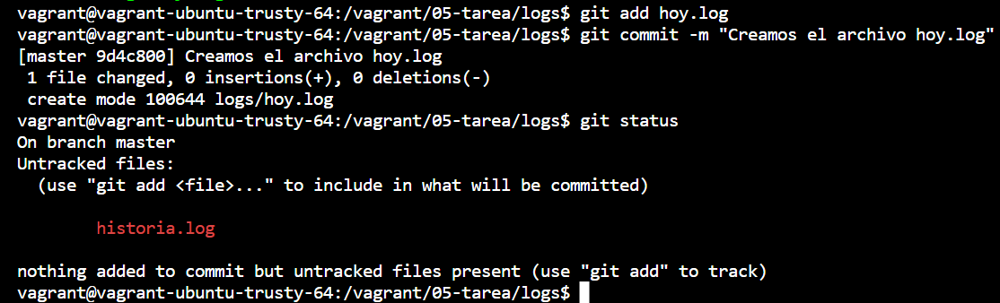 vagrant@vagrant-ubuntu-trusty-64:/vagrant/05-tarea/logs$ git add hoy.log
vagrant@vagrant-ubuntu-trusty-64:/vagrant/05-tarea/logs$ git commit -m "Creamos el archivo hoy.log"
[master 9d4c800] Creamos el archivo hoy.log
 1 file changed, 0 insertions(+), 0 deletions(-)
 create mode 100644 logs/hoy.log
vagrant@vagrant-ubuntu-trusty-64:/vagrant/05-tarea/logs$ git status
On branch master
Untracked files:
  (use "git add <file>..." to include in what will be committed)
        historia.log
nothing added to commit but untracked files present (use "git add" to track)
vagrant@vagrant-ubuntu-trusty-64:/vagrant/05-tarea/logs$